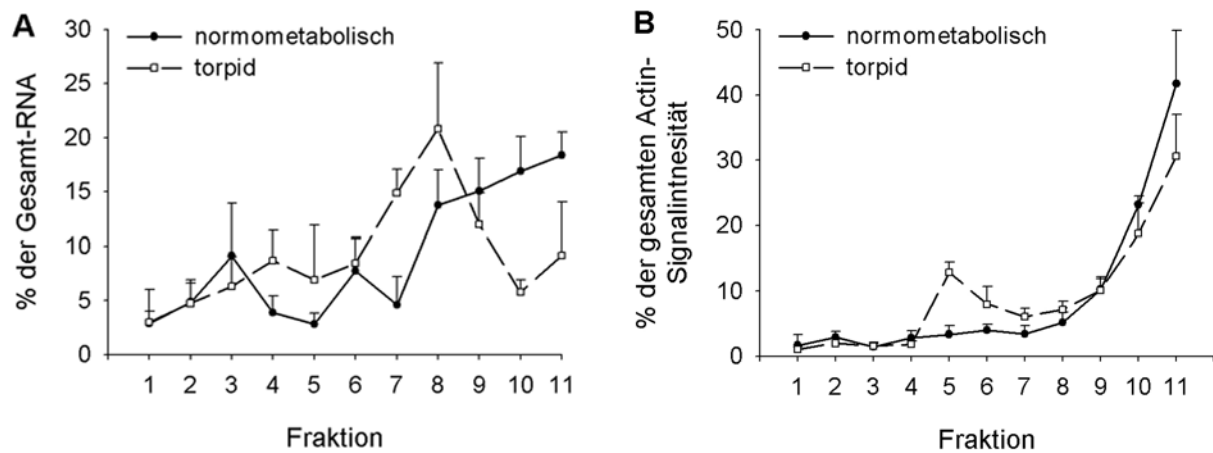 A
normometabolisch
torpid
% der Gesamt-RNA
30
25
20
15
10
5
0
1 2 3 4 5 6 7 8 9 10 11
Fraktion
B
normometabolisch
torpid
% der gesamten Actin-
Signalintnesität
50
40
30
20
10
0
1 2 3 4 5 6 7 8 9 10 11
Fraktion